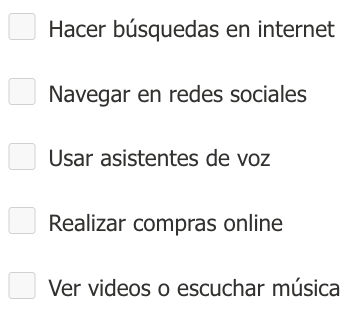 Hacer búsquedas en internet
Navegar en redes sociales
Usar asistentes de voz
Realizar compras online
Ver videos o escuchar música